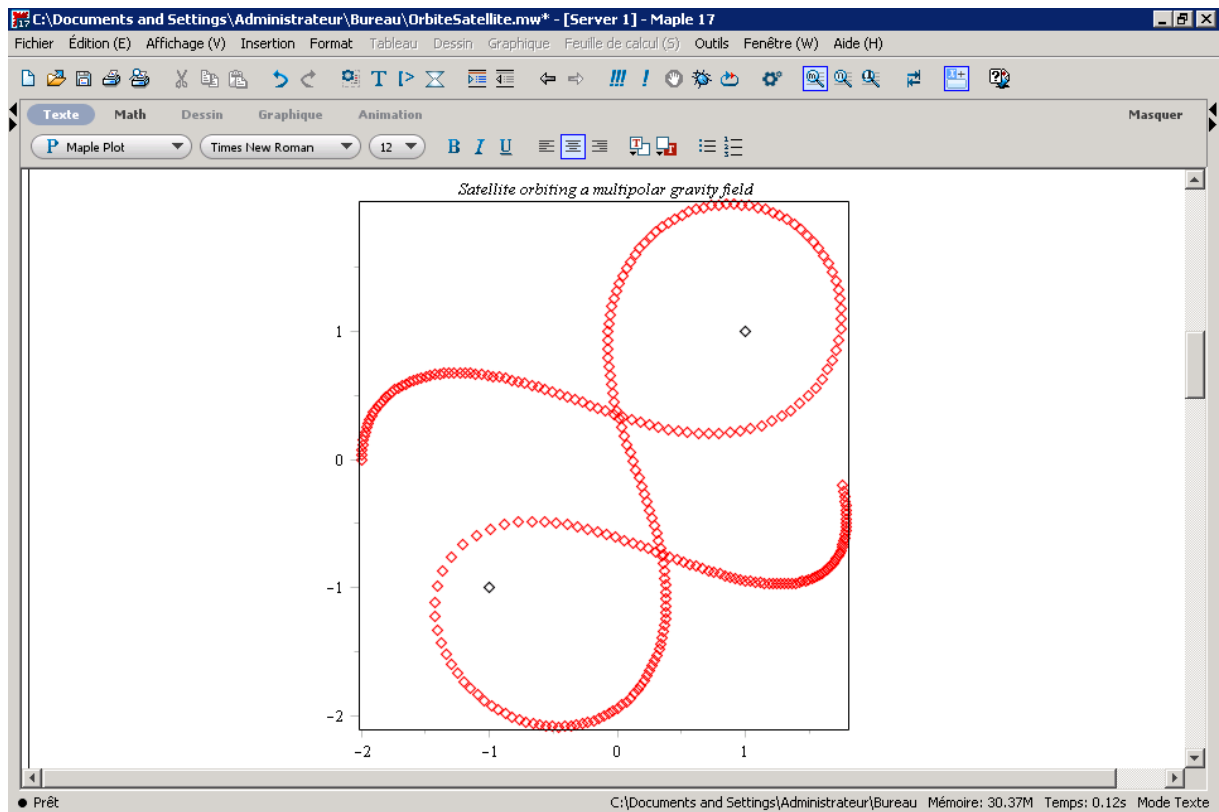 C:\Documents and Settings\Administrateur\Bureau\OrbiteSatellite.mw* - [Server 1] - Maple 17
Fichier Édition (E) Affichage (V) Insertion Format Tableau Dessin Graphique Feuille de calcul (S) Outils Fenêtre (W) Aide (H)
Texte Math Dessin Graphique Animation Masquer
P Maple Plot Times New Roman 12 B I U
Satellite orbiting a multipolar gravity field
1
0
-1
-2
-2 -1 0 1
Prêt C:\Documents and Settings\Administrateur\Bureau Mémoire: 30.37M Temps: 0.12s Mode Texte